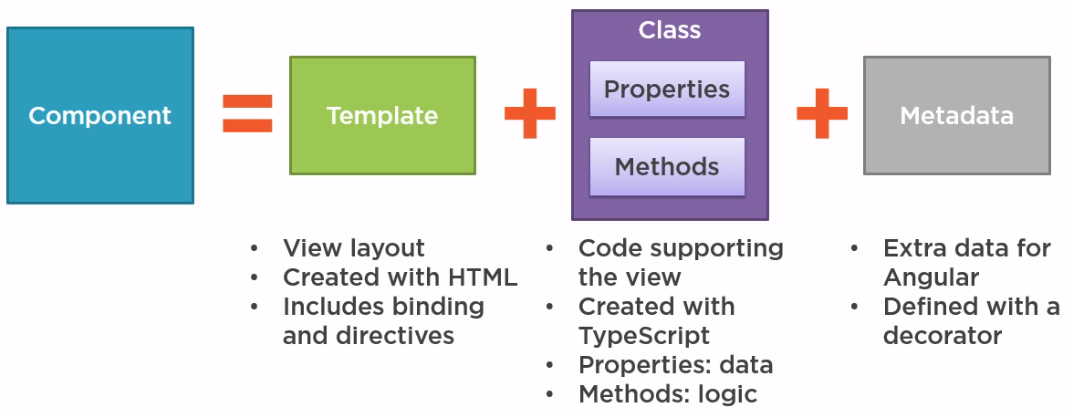 Component
=
Template
+
Class
Properties
Methods
+
Metadata
• View layout
• Created with HTML
• Includes binding
and directives
• Code supporting
the view
• Created with
TypeScript
• Properties: data
• Methods: logic
• Extra data for
Angular
• Defined with a
decorator